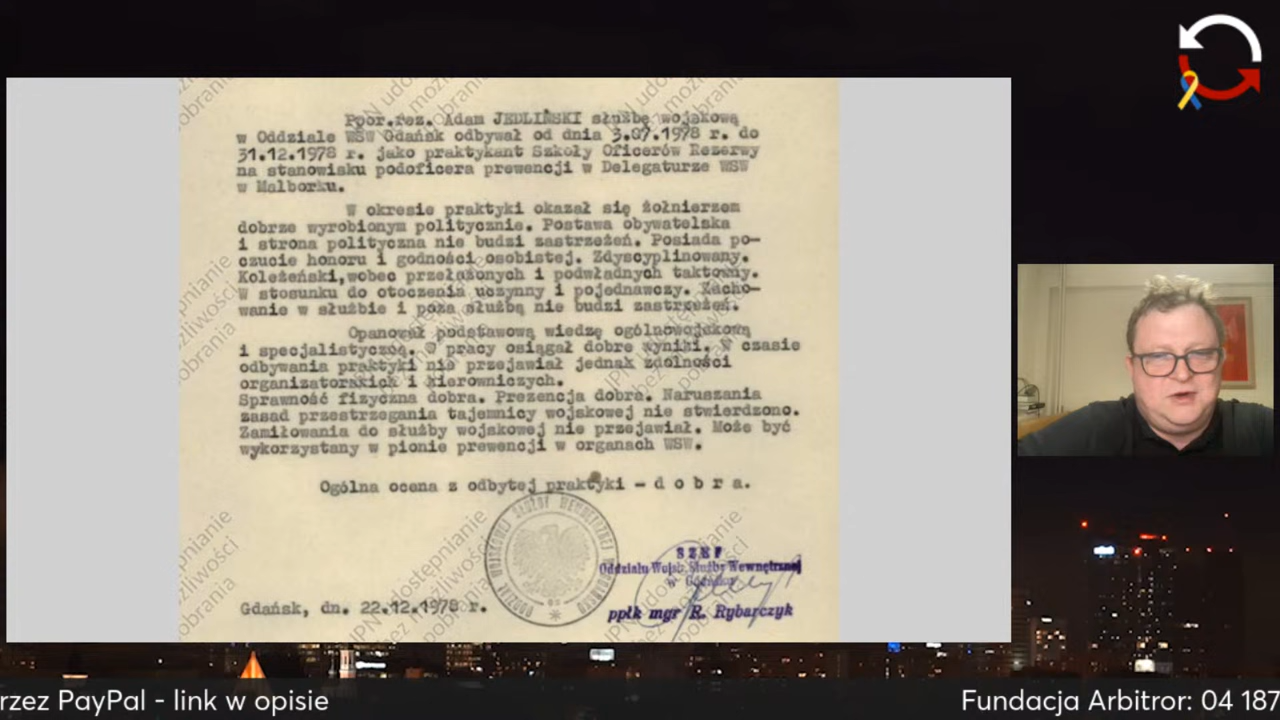 Ppor.rez. Adam JEDLIŃSKI służbę wojakową
w Oddziale WSW Gdańsk odbywał od dnia 3.07.1978 r. do
31.12.1978 r. jako praktykant Szkoły Oficerów Rezerwy
na stanowisku podoficera prewencji w Delegaturze WSW
w Malborku.
W okresie praktyki okazał się żołnierzem
dobrze wyrobionym politycznie. Postawa obywatelska
i strona polityczna nie budzi zastrzeżeń. Posiada po-
czucie honoru i godności osobistej. Zdyscyplinowany.
Koleżeński,wobec przełażonych i podwładnych taktowny.
W stosunku do otoczenia uczynny i pojednawczy. Zacho-
wanie w służbie i poza służbą nie budzi zastrzeżeń.
Opanował podstawową wiedzę ogólnowojskową
i specjalistyczną. W pracy osiągał dobre wyniki. W czasie
odbywania praktyki nie przejawiał jednak zdolności
organizatorskich i kierowniczych.
Sprawność fizyczna dobra. Prezencja dobra. Naruszania
zasad przestrzegania tajemnicy wojskowej nie stwierdzono.
Zamiłowania do służby wojskowej nie przejawiał. Może być
wykorzystany w pionie prewencji w organach WSW.
Ogólna ocena z odbytej praktyki - d o b r a.
SZEF
Oddziału Wojsk. Służby Wewnętrznej
w Gdańsku
Gdańsk, dn. 22.12.1978 r.
ppłk mgr R. Rybarczyk
rzez PayPal - link w opisie
Fundacja Arbitror: 04 187